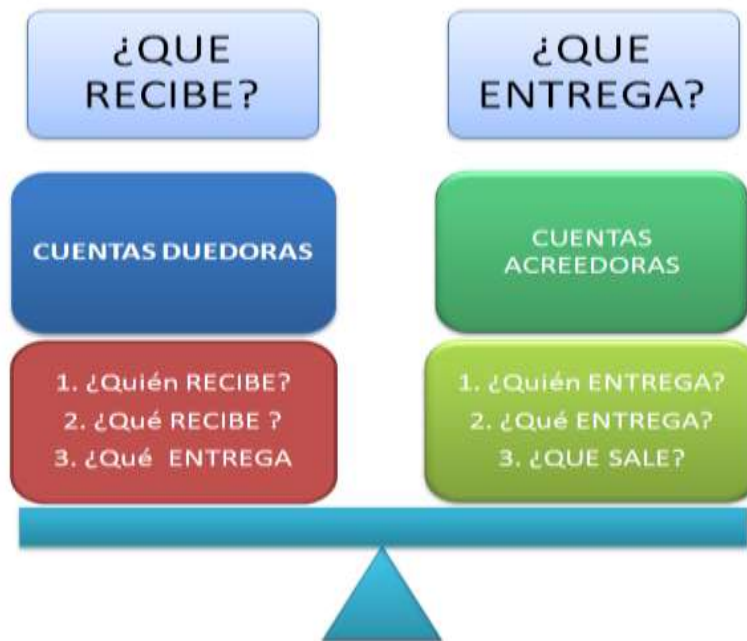 ¿QUE
RECIBE?
¿QUE
ENTREGA?
CUENTAS DUEDORAS
CUENTAS
ACREEDORAS
1. ¿Quién RECIBE?
2. ¿Qué RECIBE ?
3. ¿Qué ENTREGA
1. ¿Quién ENTREGA?
2. ¿Qué ENTREGA?
3. ¿QUE SALE?